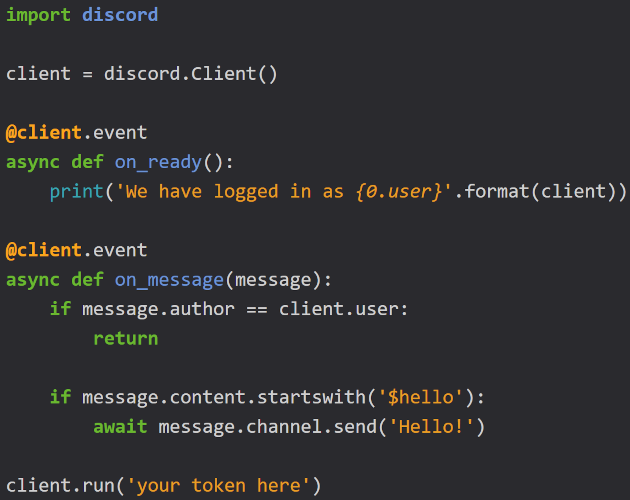 import discord

client = discord.Client()

@client.event
async def on_ready():
    print('We have logged in as {0.user}'.format(client))

@client.event
async def on_message(message):
    if message.author == client.user:
        return

    if message.content.startswith('$hello'):
        await message.channel.send('Hello!')

client.run('your token here')